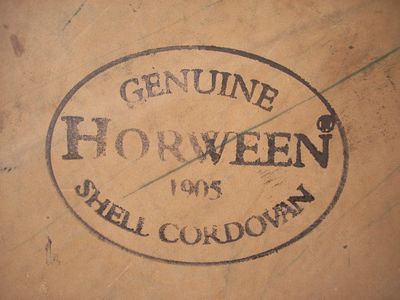 GENUINE
HORWEEN
1905
SHELL CORDOVAN